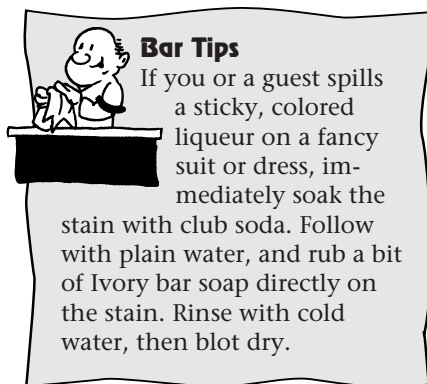 Bar Tips
If you or a guest spills
a sticky, colored
liqueur on a fancy
suit or dress, im-
mediately soak the
stain with club soda. Follow
with plain water, and rub a bit
of Ivory bar soap directly on
the stain. Rinse with cold
water, then blot dry.